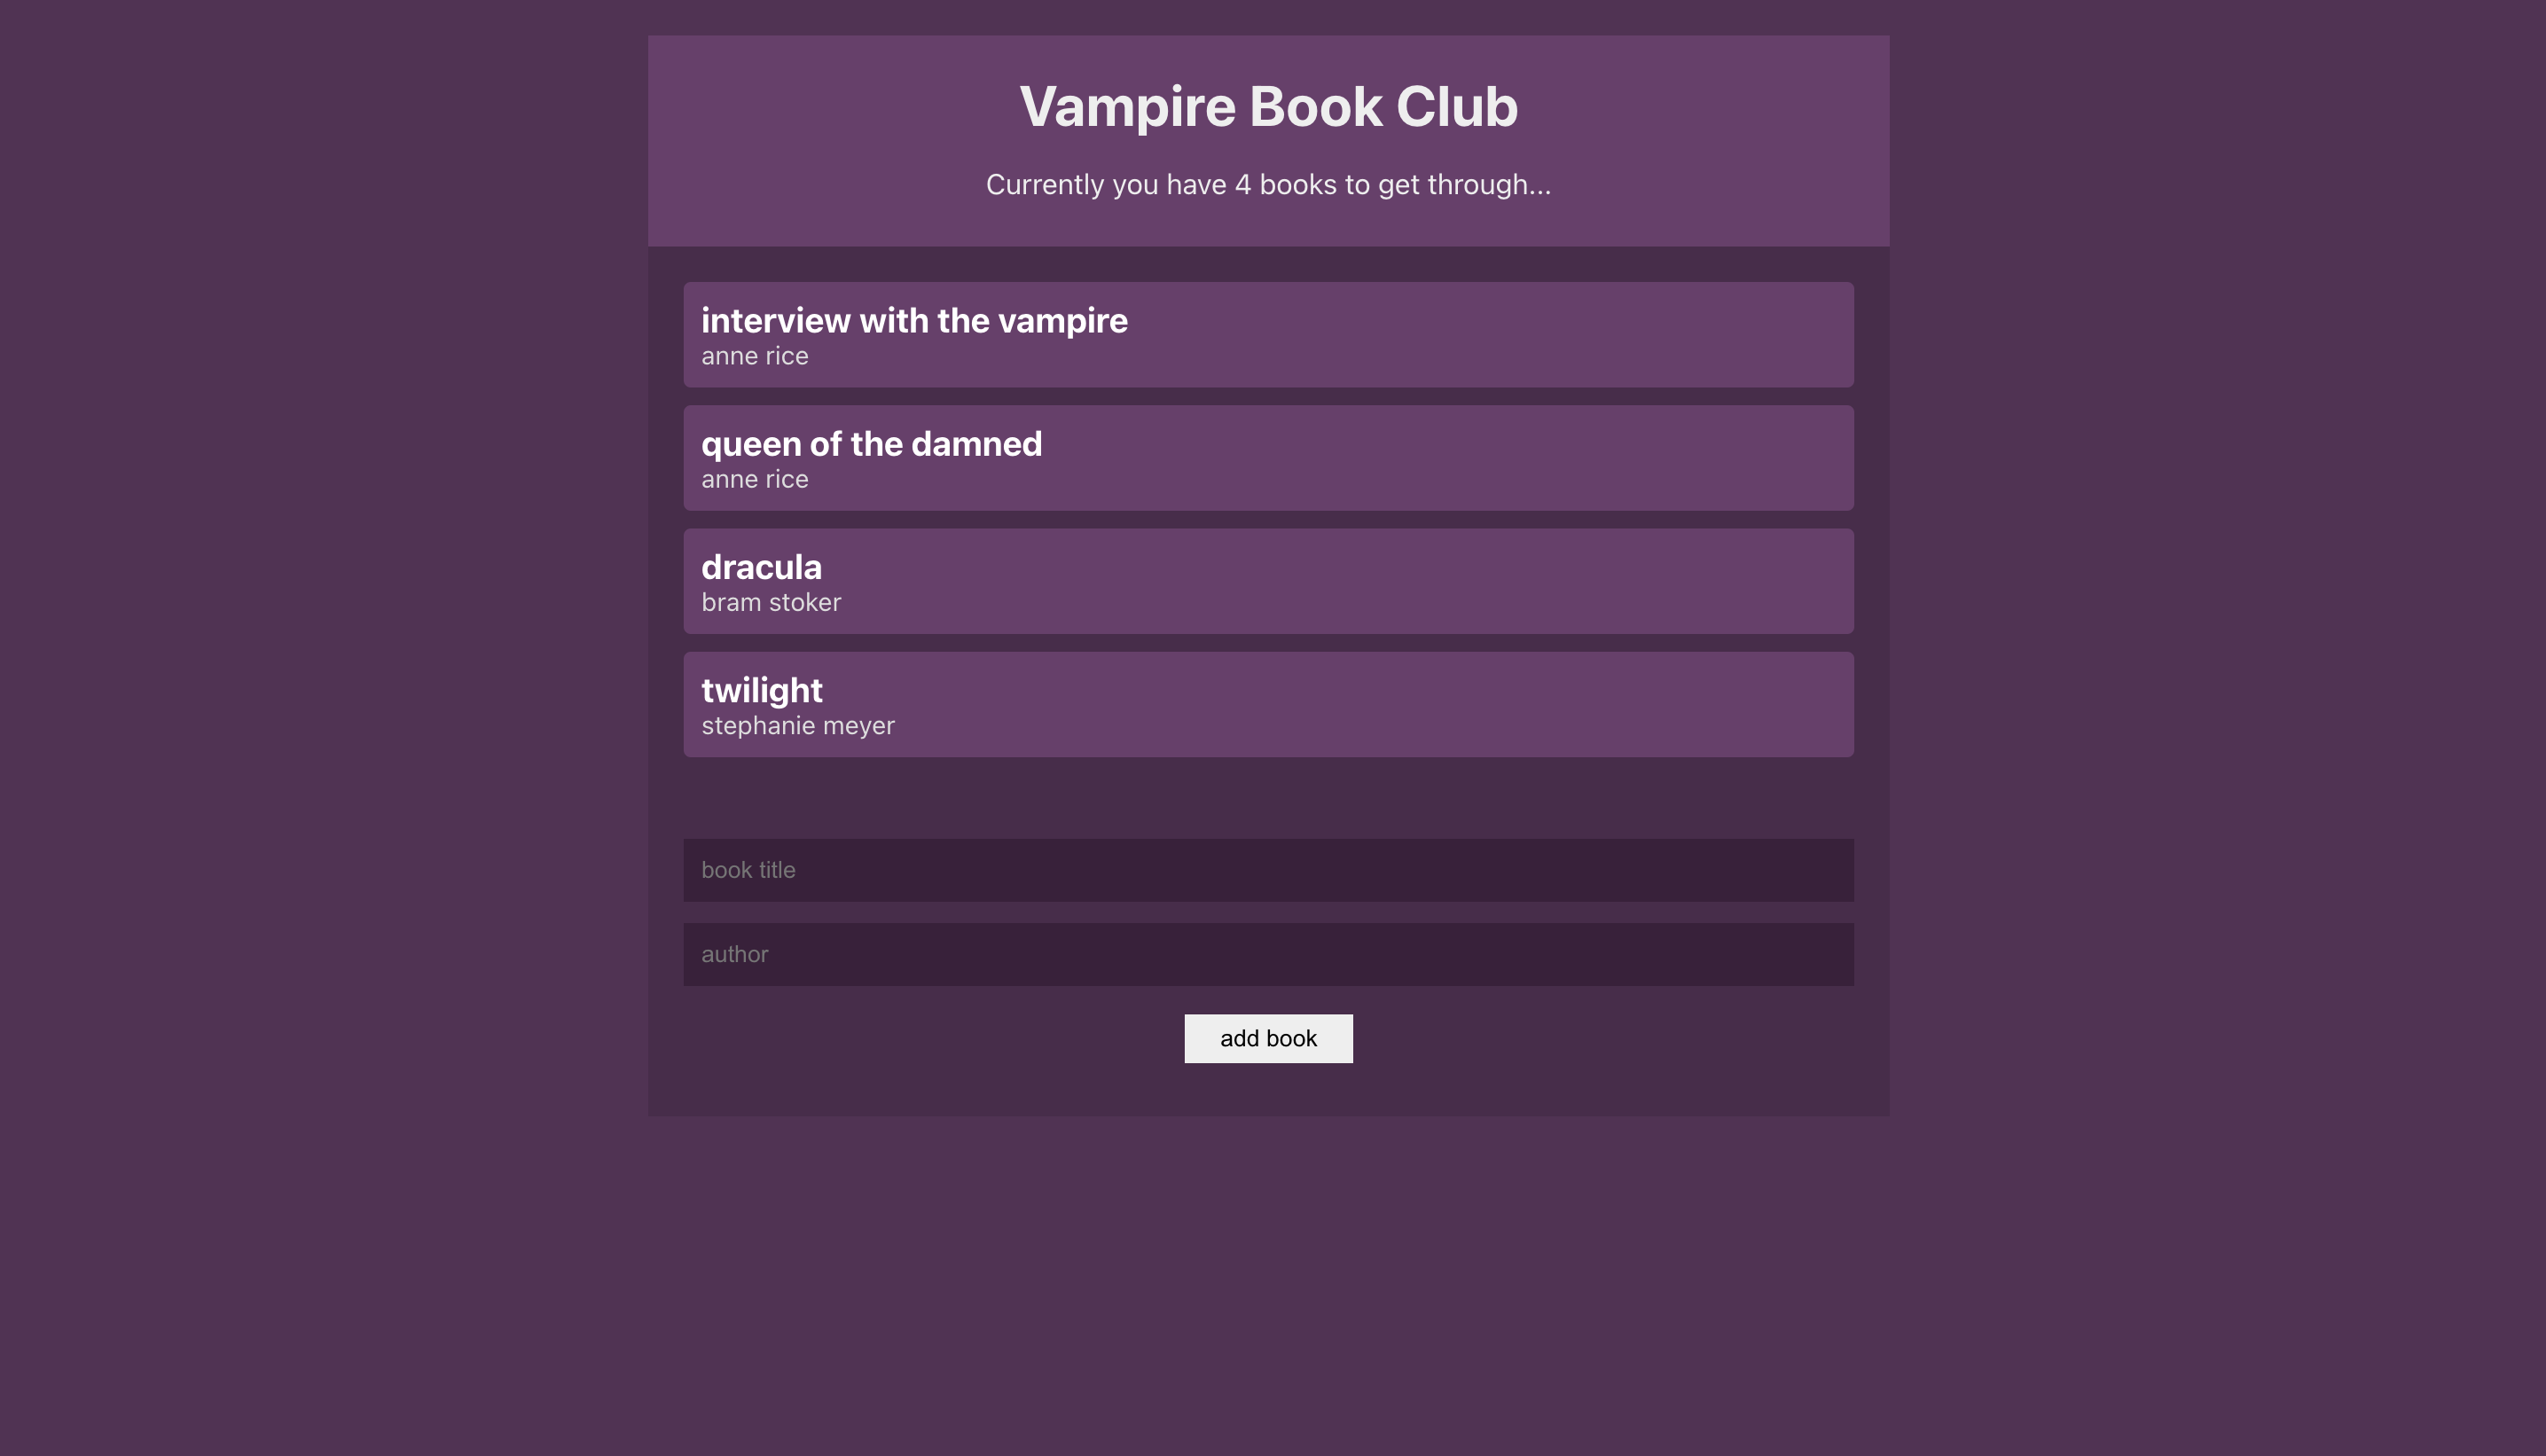 Vampire Book Club
Currently you have 4 books to get through...
interview with the vampire
anne rice
queen of the damned
anne rice
dracula
bram stoker
twilight
stephanie meyer
book title
author
add book